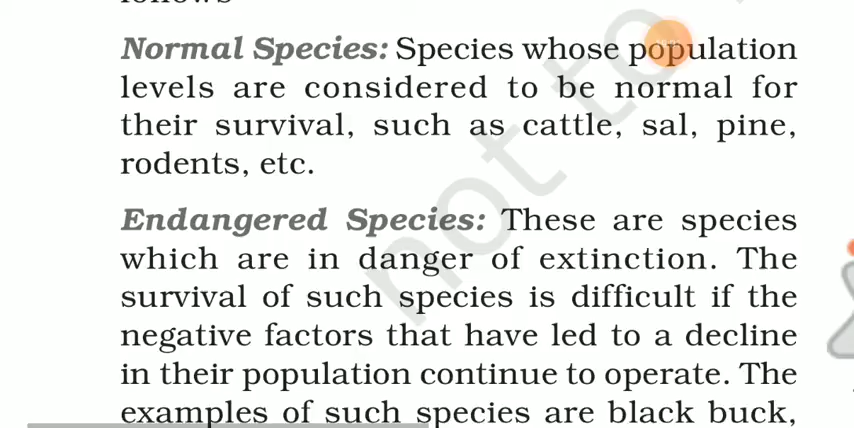 Normal Species: Species whose population
levels are considered to be normal for
their survival, such as cattle, sal, pine,
rodents, etc.
Endangered Species: These are species
which are in danger of extinction. The
survival of such species is difficult if the
negative factors that have led to a decline
in their population continue to operate. The
examples of such species are black buck,
not to